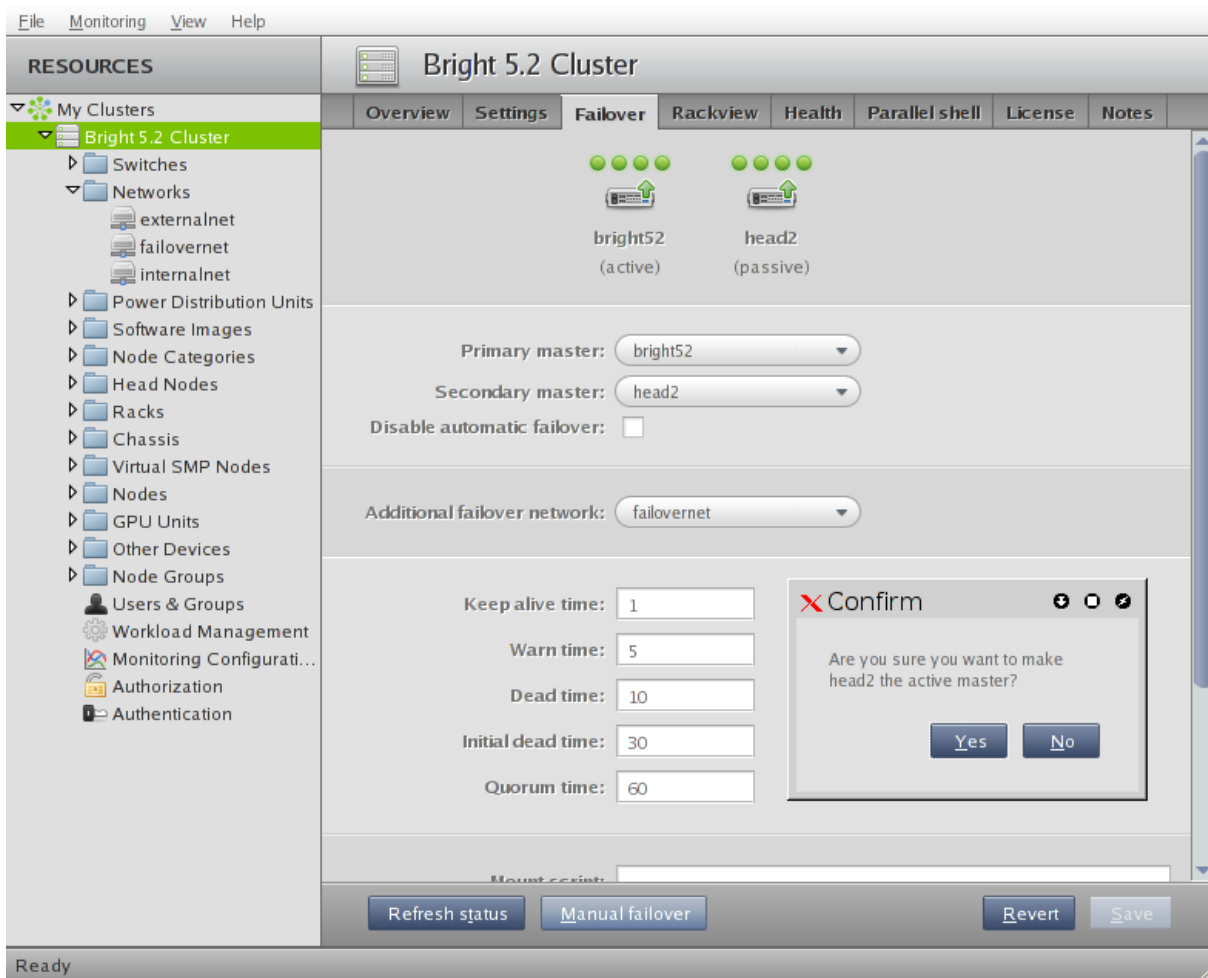 File Monitoring View Help
RESOURCES
My Clusters
Bright 5.2 Cluster
Switches
Networks
externalnet
failovernet
internalnet
Power Distribution Units
Software Images
Node Categories
Head Nodes
Racks
Chassis
Virtual SMP Nodes
Nodes
GPU Units
Other Devices
Node Groups
Users & Groups
Workload Management
Monitoring Configurati...
Authorization
Authentication
Bright 5.2 Cluster
Overview Settings Failover Rackview Health Parallel shell License Notes
bright52 head2
(active) (passive)
Primary master: bright52
Secondary master: head2
Disable automatic failover:
Additional failover network: failovernet
Keep alive time: 1
Warn time: 5
Dead time: 10
Initial dead time: 30
Quorum time: 60
Confirm
Are you sure you want to make
head2 the active master?
Yes No
Mount script:
Refresh status Manual failover Revert Save
Ready